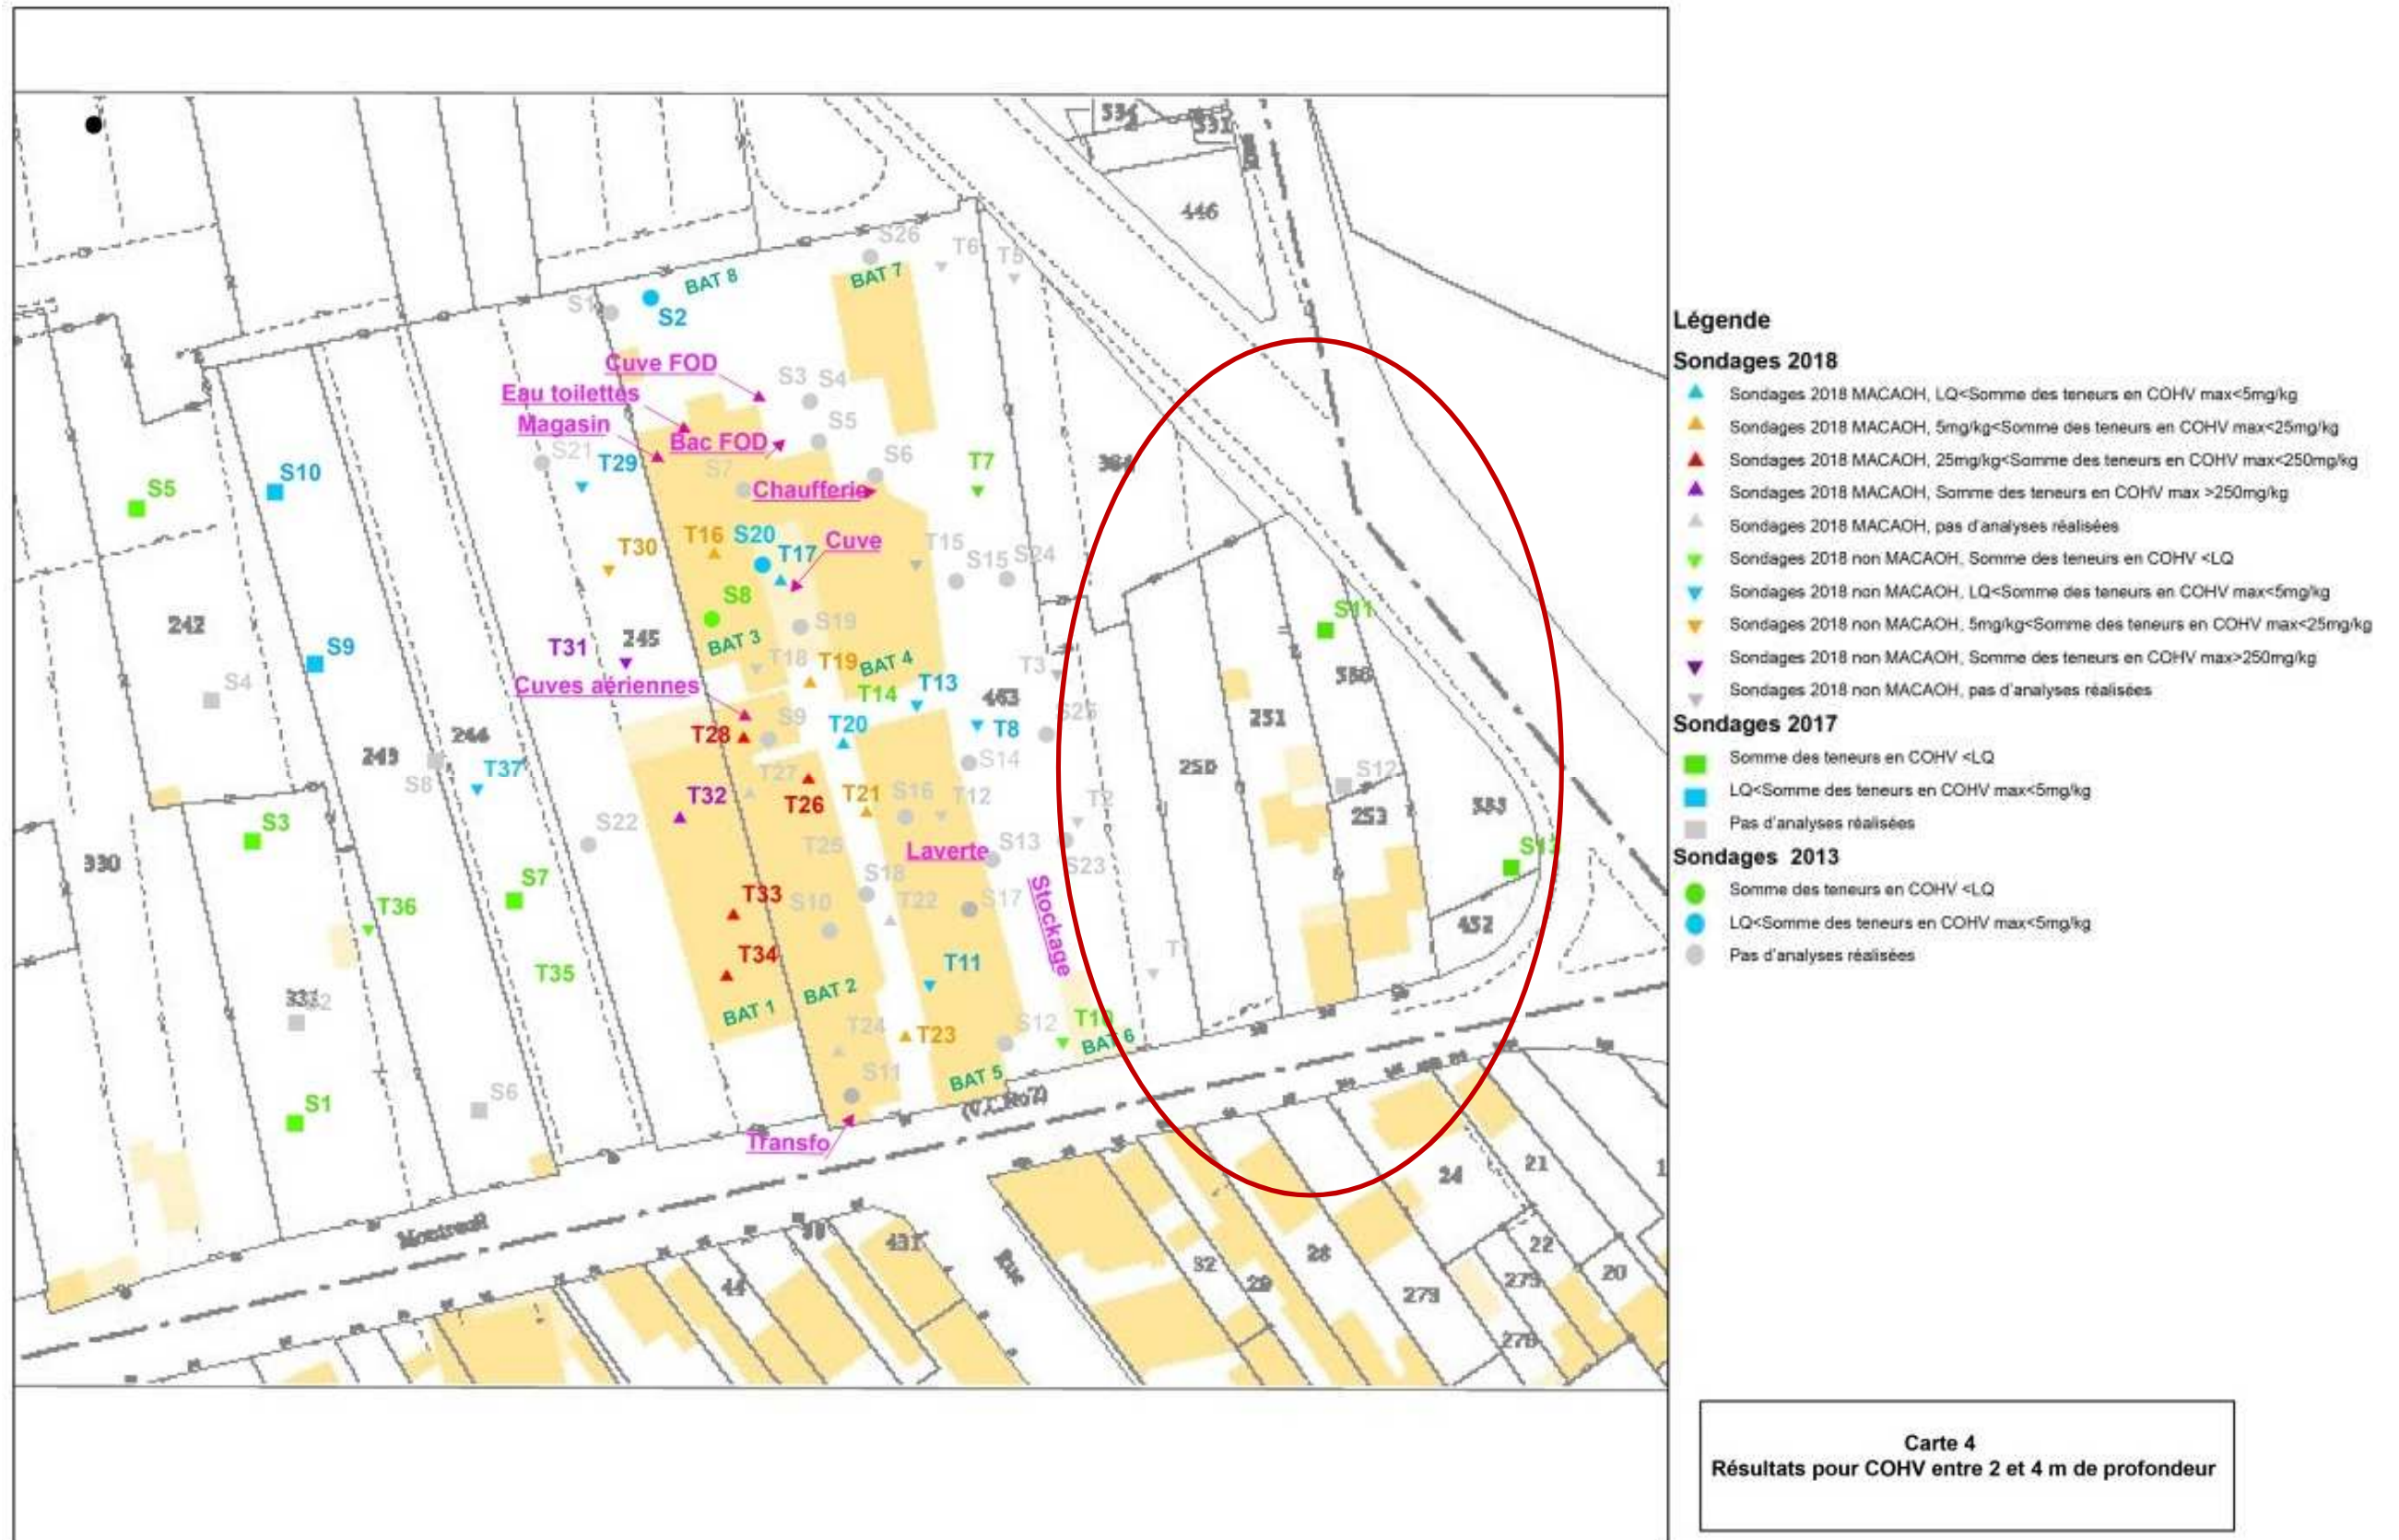 534
531
446
S26
T6
T5
BAT 7
BAT 8
S1
S2
Cuve FOD
S3
S4
Eau toilettes
Magasin
Bac FOD
S5
S21
T29
S7
S6
T7
Chaufferie
S5
S10
T30
T16
S20
T17
Cuve
T15
S15
S24
S8
S11
242
S9
T31
245
BAT 3
S19
T18
T19
BAT 4
T14
T13
463
T3
S4
Cuves aériennes
251
T28
S9
T20
T8
S25
244
243
S8
T37
T27
S14
250
S12
T32
T26
T21
S16
T12
T2
253
S3
S22
T25
Laverte
S13
S23
330
S7
T36
T33
S10
S18
T22
S17
Stockage
452
T34
T11
T1
T35
BAT 1
BAT 2
T24
T23
S12
T10
BAT 6
S11
BAT 5
S1
S6
Transfo
Montreuil
431
Rue
44
32
29
28
24
21
22
275
20
Légende
Sondages 2018
Sondages 2018 MACAOH, LQ<Somme des teneurs en COHV max<5mg/kg
Sondages 2018 MACAOH, 5mg/kg<Somme des teneurs en COHV max<25mg/kg
Sondages 2018 MACAOH, 25mg/kg<Somme des teneurs en COHV max<250mg/kg
Sondages 2018 MACAOH, Somme des teneurs en COHV max >250mg/kg
Sondages 2018 MACAOH, pas d'analyses réalisées
Sondages 2018 non MACAOH, Somme des teneurs en COHV <LQ
Sondages 2018 non MACAOH, LQ<Somme des teneurs en COHV max<5mg/kg
Sondages 2018 non MACAOH, 5mg/kg<Somme des teneurs en COHV max<25mg/kg
Sondages 2018 non MACAOH, Somme des teneurs en COHV max>250mg/kg
Sondages 2018 non MACAOH, pas d'analyses réalisées
Sondages 2017
Somme des teneurs en COHV <LQ
LQ<Somme des teneurs en COHV max<5mg/kg
Pas d'analyses réalisées
Sondages 2013
Somme des teneurs en COHV <LQ
LQ<Somme des teneurs en COHV max<5mg/kg
Pas d'analyses réalisées
Carte 4
Résultats pour COHV entre 2 et 4 m de profondeur